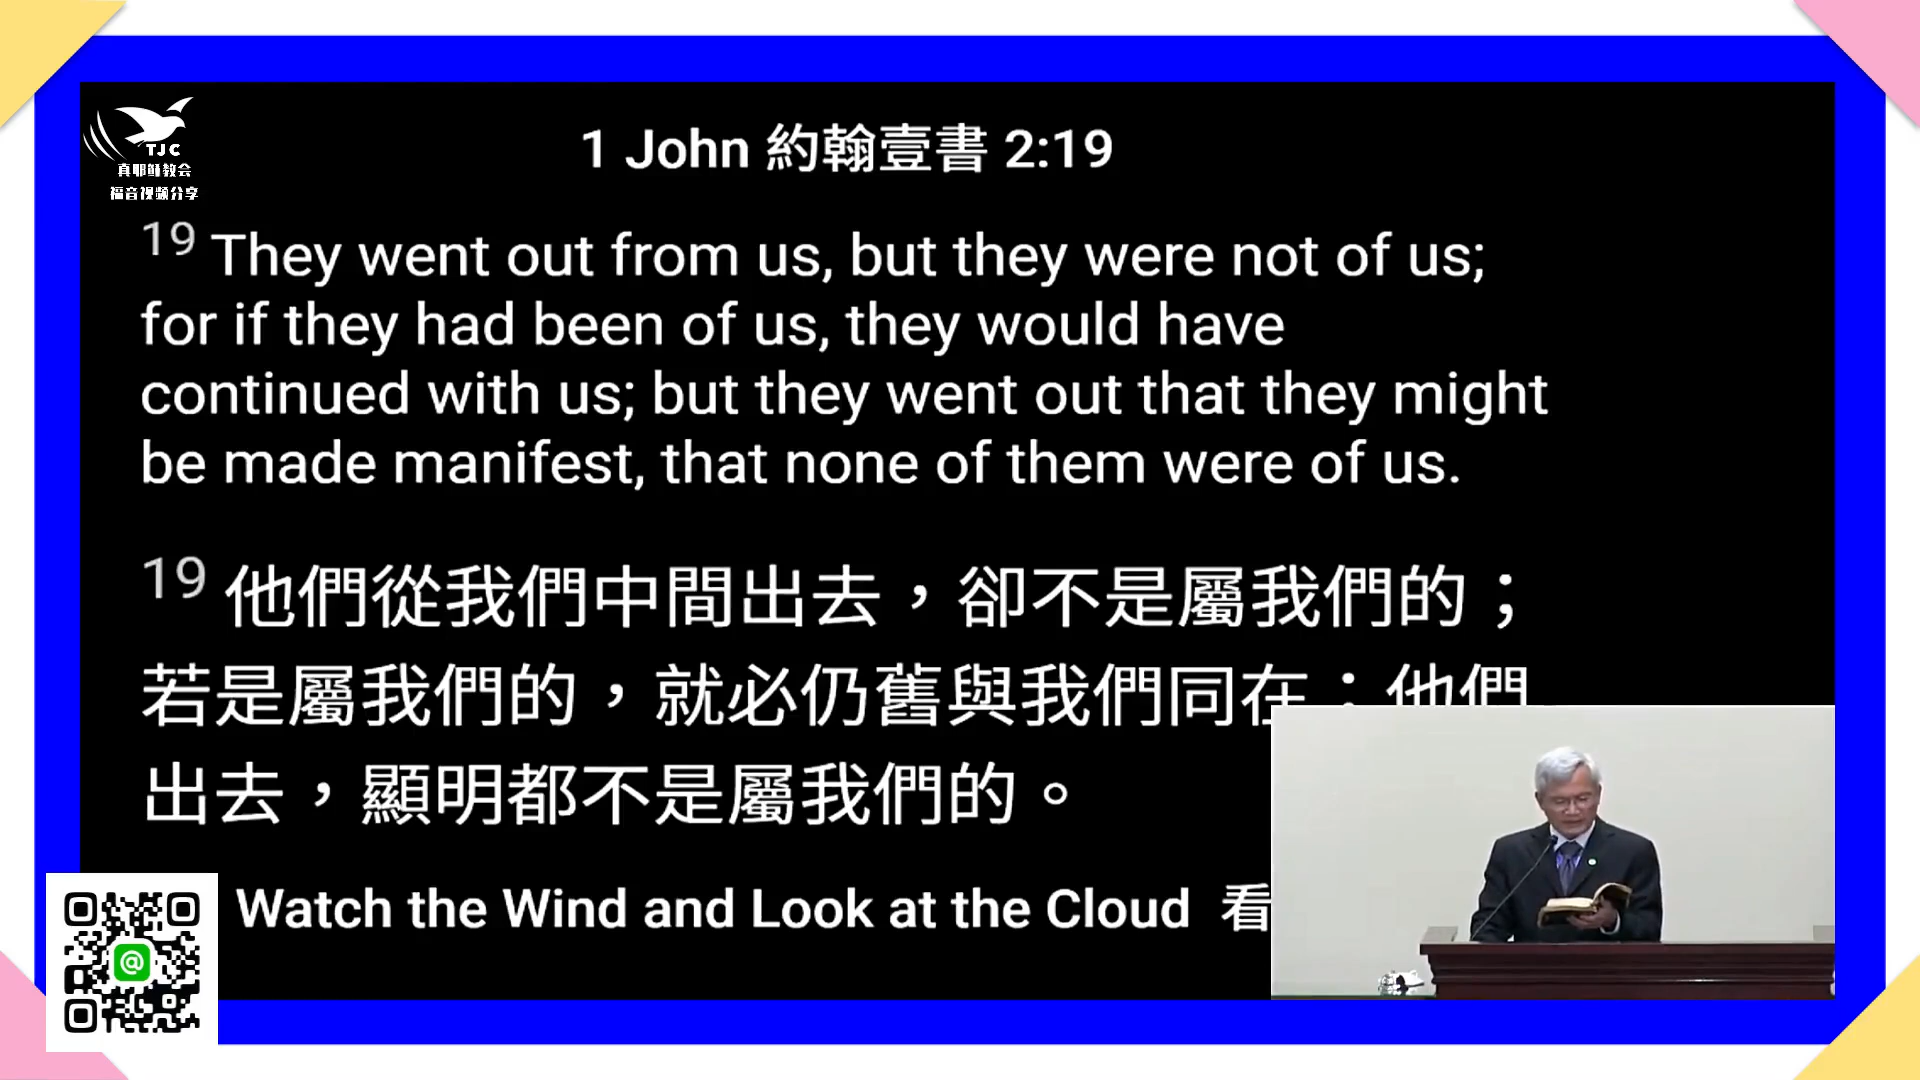 TJC
真耶穌教会
福音视频分享
1 John 約翰壹書 2:19
19 They went out from us, but they were not of us;
for if they had been of us, they would have
continued with us; but they went out that they might
be made manifest, that none of them were of us.
19 他們從我們中間出去，卻不是屬我們的；
若是屬我們的，就必仍舊與我們同在；他們
出去，顯明都不是屬我們的。
Watch the Wind and Look at the Cloud 看
@